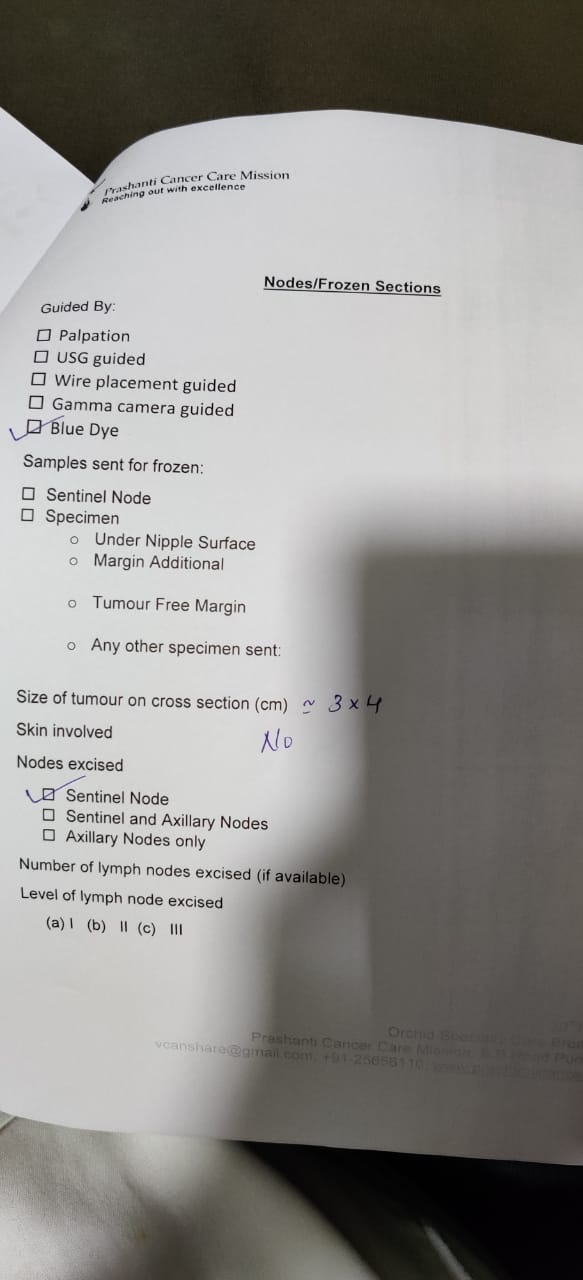 Prashanti Cancer Care Mission
Reaching out with excellence
Nodes/Frozen Sections
Guided By:
☐ Palpation
☐ USG guided
☐ Wire placement guided
☐ Gamma camera guided
☑ Blue Dye
Samples sent for frozen:
☐ Sentinel Node
☐ Specimen
○ Under Nipple Surface
○ Margin Additional
○ Tumour Free Margin
○ Any other specimen sent:
Size of tumour on cross section (cm) ≃ 3 x 4
Skin involved No
Nodes excised
☑ Sentinel Node
☐ Sentinel and Axillary Nodes
☐ Axillary Nodes only
Number of lymph nodes excised (if available)
Level of lymph node excised
(a) I (b) II (c) III
Orchid
Prashanti Cancer Care Mission,
vcanshare@gmail.com, +91-25656110,